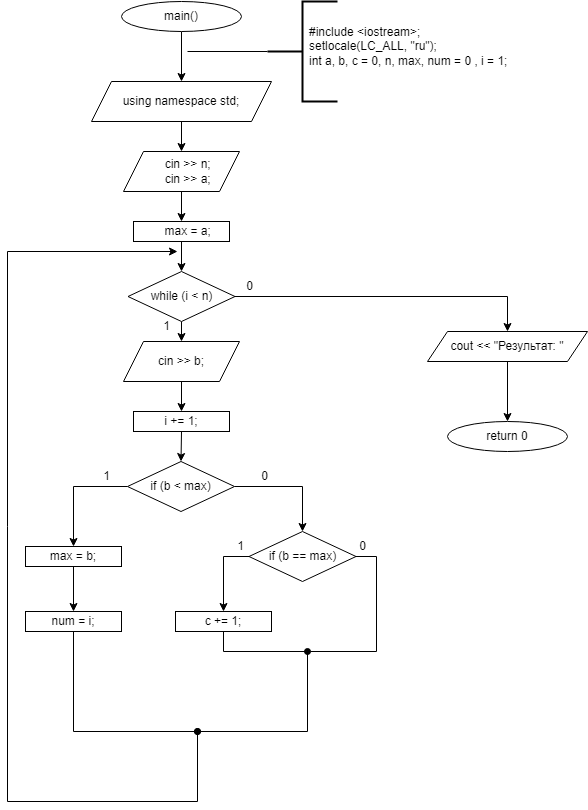 main()
#include <iostream>;
setlocale(LC_ALL, "ru");
int a, b, c = 0, n, max, num = 0 , i = 1;
using namespace std;
cin >> n;
cin >> a;
max = a;
while (i < n)
0
1
cin >> b;
cout << "Результат: "
i += 1;
return 0
if (b < max)
1
0
max = b;
if (b == max)
1
0
num = i;
c += 1;